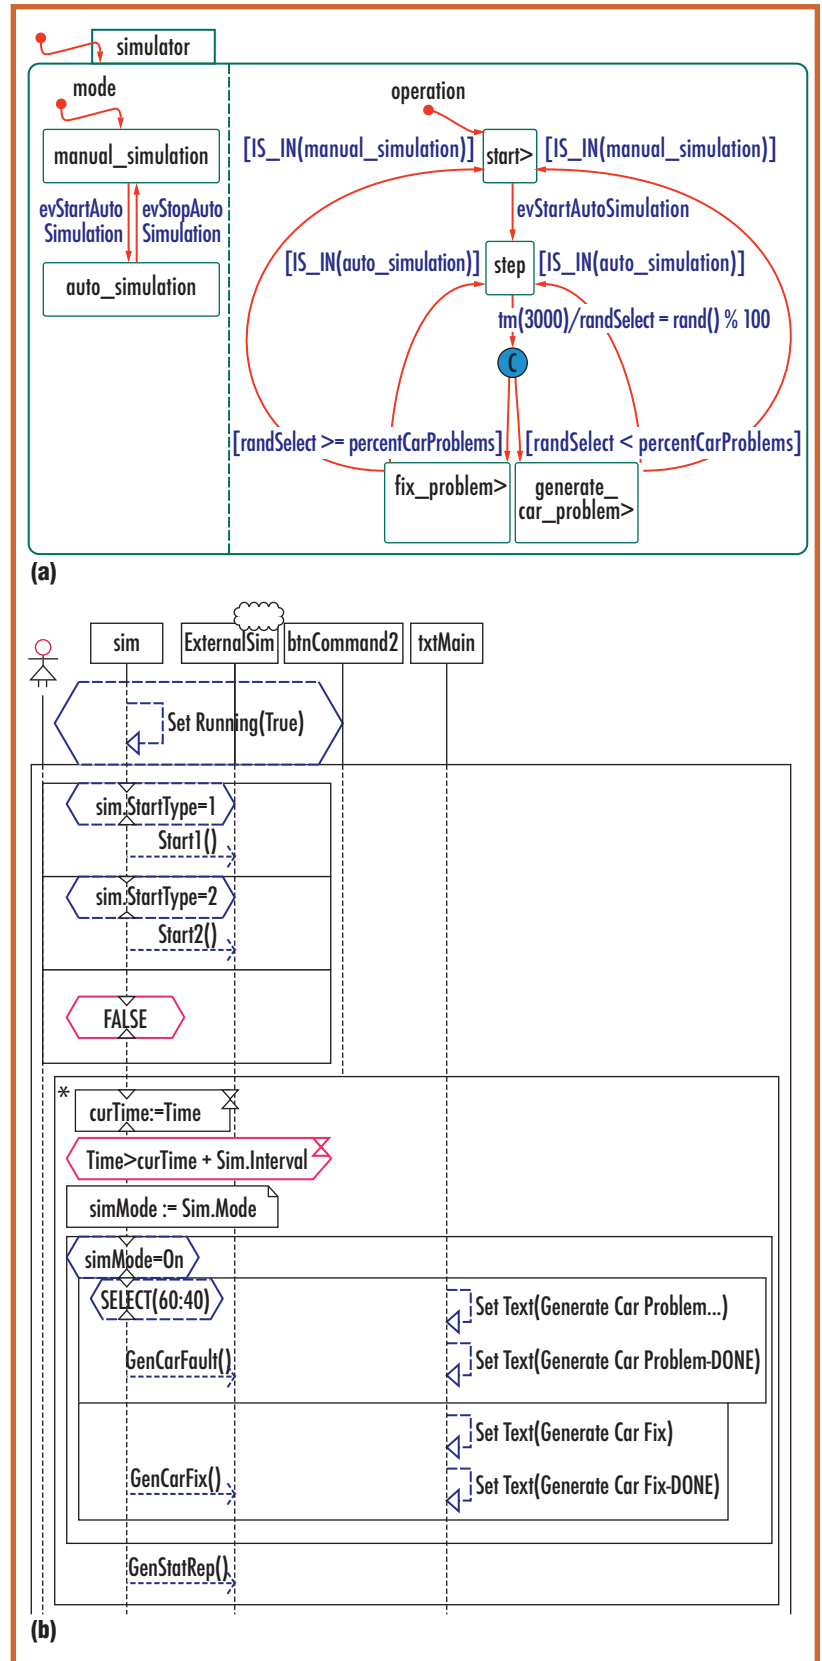 simulator
mode
operation
manual_simulation
[IS_IN(manual_simulation)]
start>
[IS_IN(manual_simulation)]
evStartAuto
Simulation
evStopAuto
Simulation
evStartAutoSimulation
auto_simulation
[IS_IN(auto_simulation)]
step
[IS_IN(auto_simulation)]
tm(3000)/randSelect = rand() % 100
C
[randSelect >= percentCarProblems]
[randSelect < percentCarProblems]
fix_problem>
generate_
car_problem>
(a)
sim
ExternalSim
btnCommand2
txtMain
Set Running(True)
sim.StartType=1
Start1()
sim.StartType=2
Start2()
FALSE
*
curTime:=Time
Time>curTime + Sim.Interval
simMode := Sim.Mode
simMode=On
SELECT(60:40)
Set Text(Generate Car Problem...)
GenCarFault()
Set Text(Generate Car Problem-DONE)
Set Text(Generate Car Fix)
GenCarFix()
Set Text(Generate Car Fix-DONE)
GenStatRep()
(b)